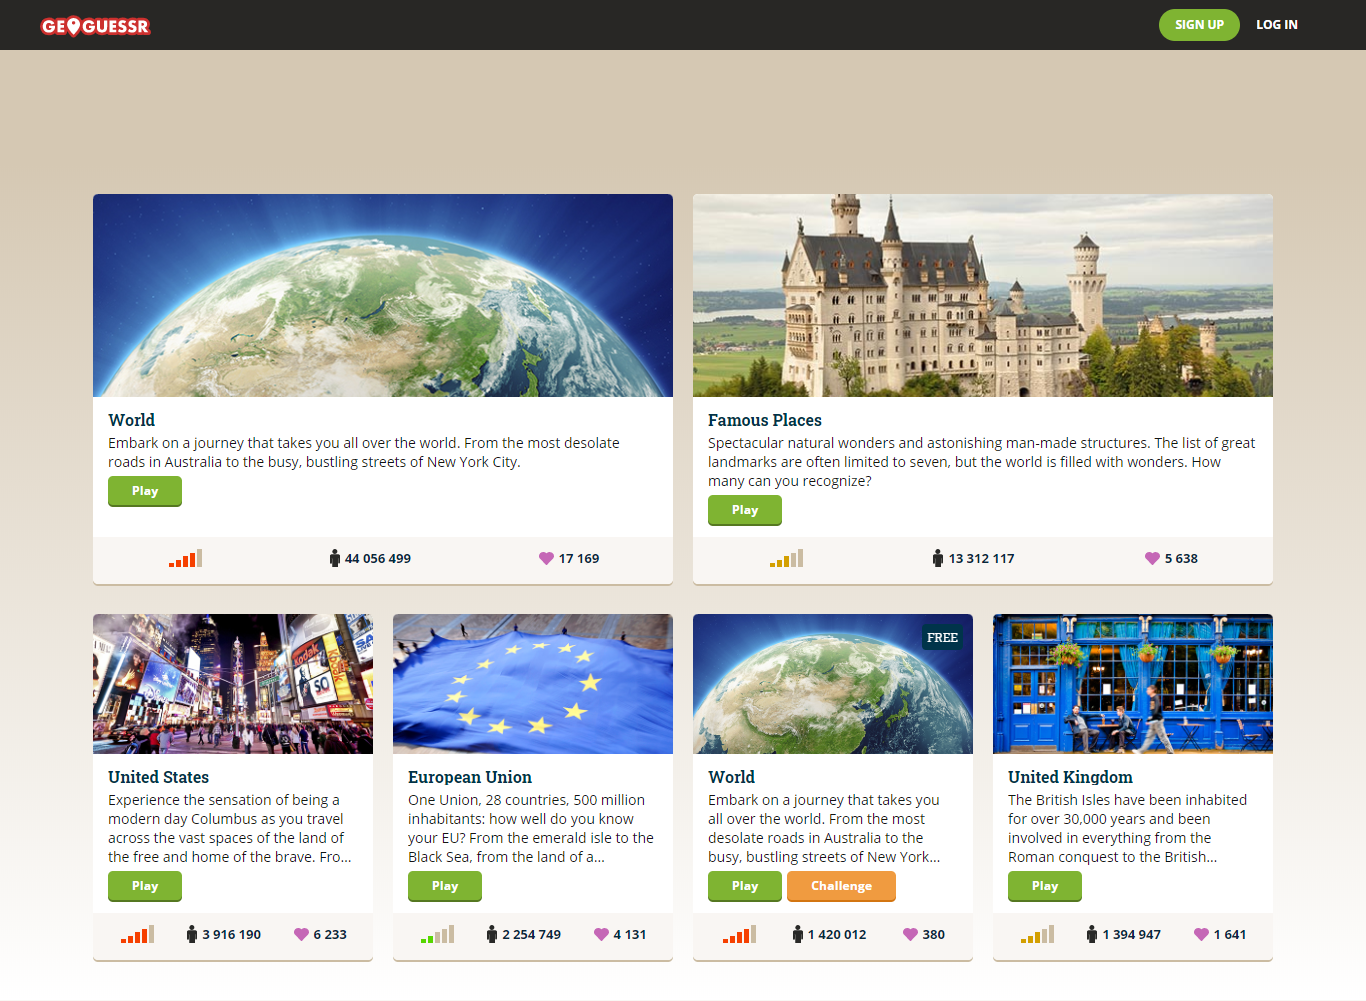 GEOGUESSR
SIGN UP
LOG IN
World
Embark on a journey that takes you all over the world. From the most desolate
roads in Australia to the busy, bustling streets of New York City.
Play
44 056 499
17 169
Famous Places
Spectacular natural wonders and astonishing man-made structures. The list of great
landmarks are often limited to seven, but the world is filled with wonders. How
many can you recognize?
Play
13 312 117
5 638
Kodak
SO
United States
Experience the sensation of being a
modern day Columbus as you travel
across the vast spaces of the land of
the free and home of the brave. Fro...
Play
3 916 190
6 233
European Union
One Union, 28 countries, 500 million
inhabitants: how well do you know
your EU? From the emerald isle to the
Black Sea, from the land of a...
Play
2 254 749
4 131
FREE
World
Embark on a journey that takes you
all over the world. From the most
desolate roads in Australia to the
busy, bustling streets of New York...
Play
Challenge
1 420 012
380
United Kingdom
The British Isles have been inhabited
for over 30,000 years and been
involved in everything from the
Roman conquest to the British...
Play
1 394 947
1 641